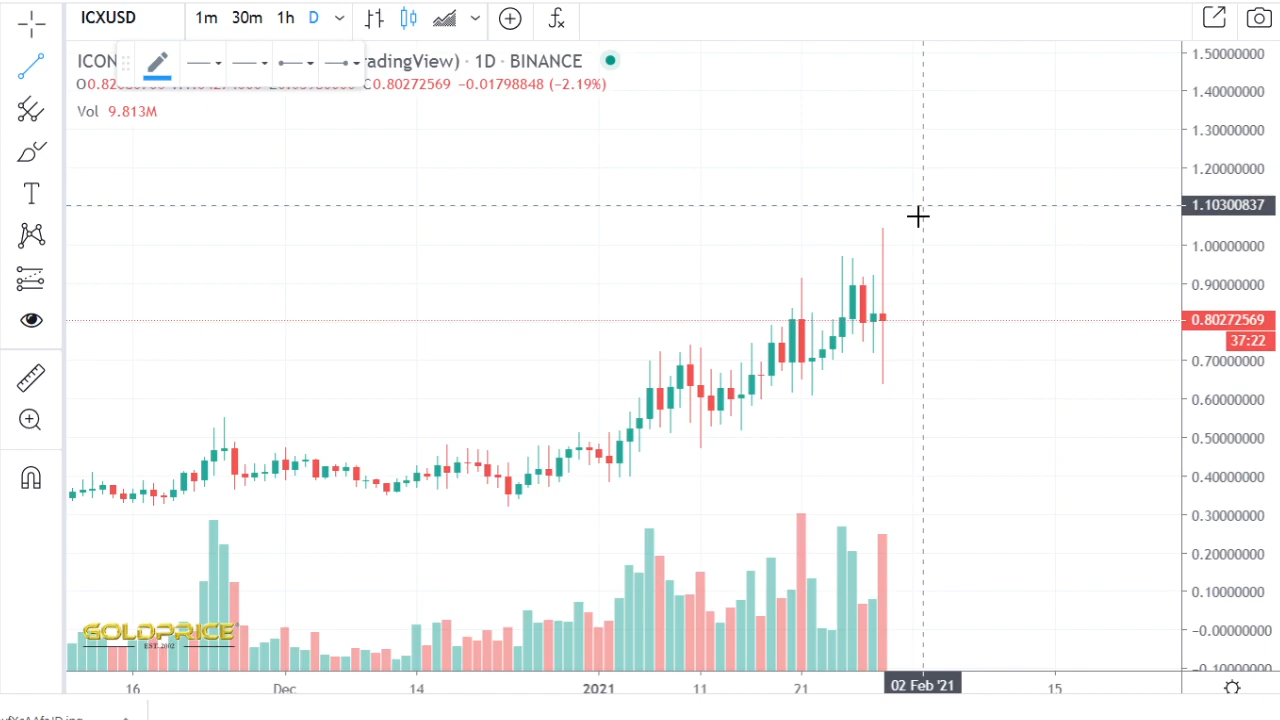 ICXUSD 1m 30m 1h D
ICON radingView) · 1D · BINANCE
C0.80272569 −0.01798848 (−2.19%)
Vol 9.813M
1.50000000
1.40000000
1.30000000
1.20000000
1.10300837
1.00000000
0.90000000
0.80272569
37:22
0.70000000
0.60000000
0.50000000
0.40000000
0.30000000
0.20000000
0.10000000
−0.00000000
−0.10000000
GOLDPRICE
EST. 2002
16 Dec 14 2021 11 21 02 Feb '21 15